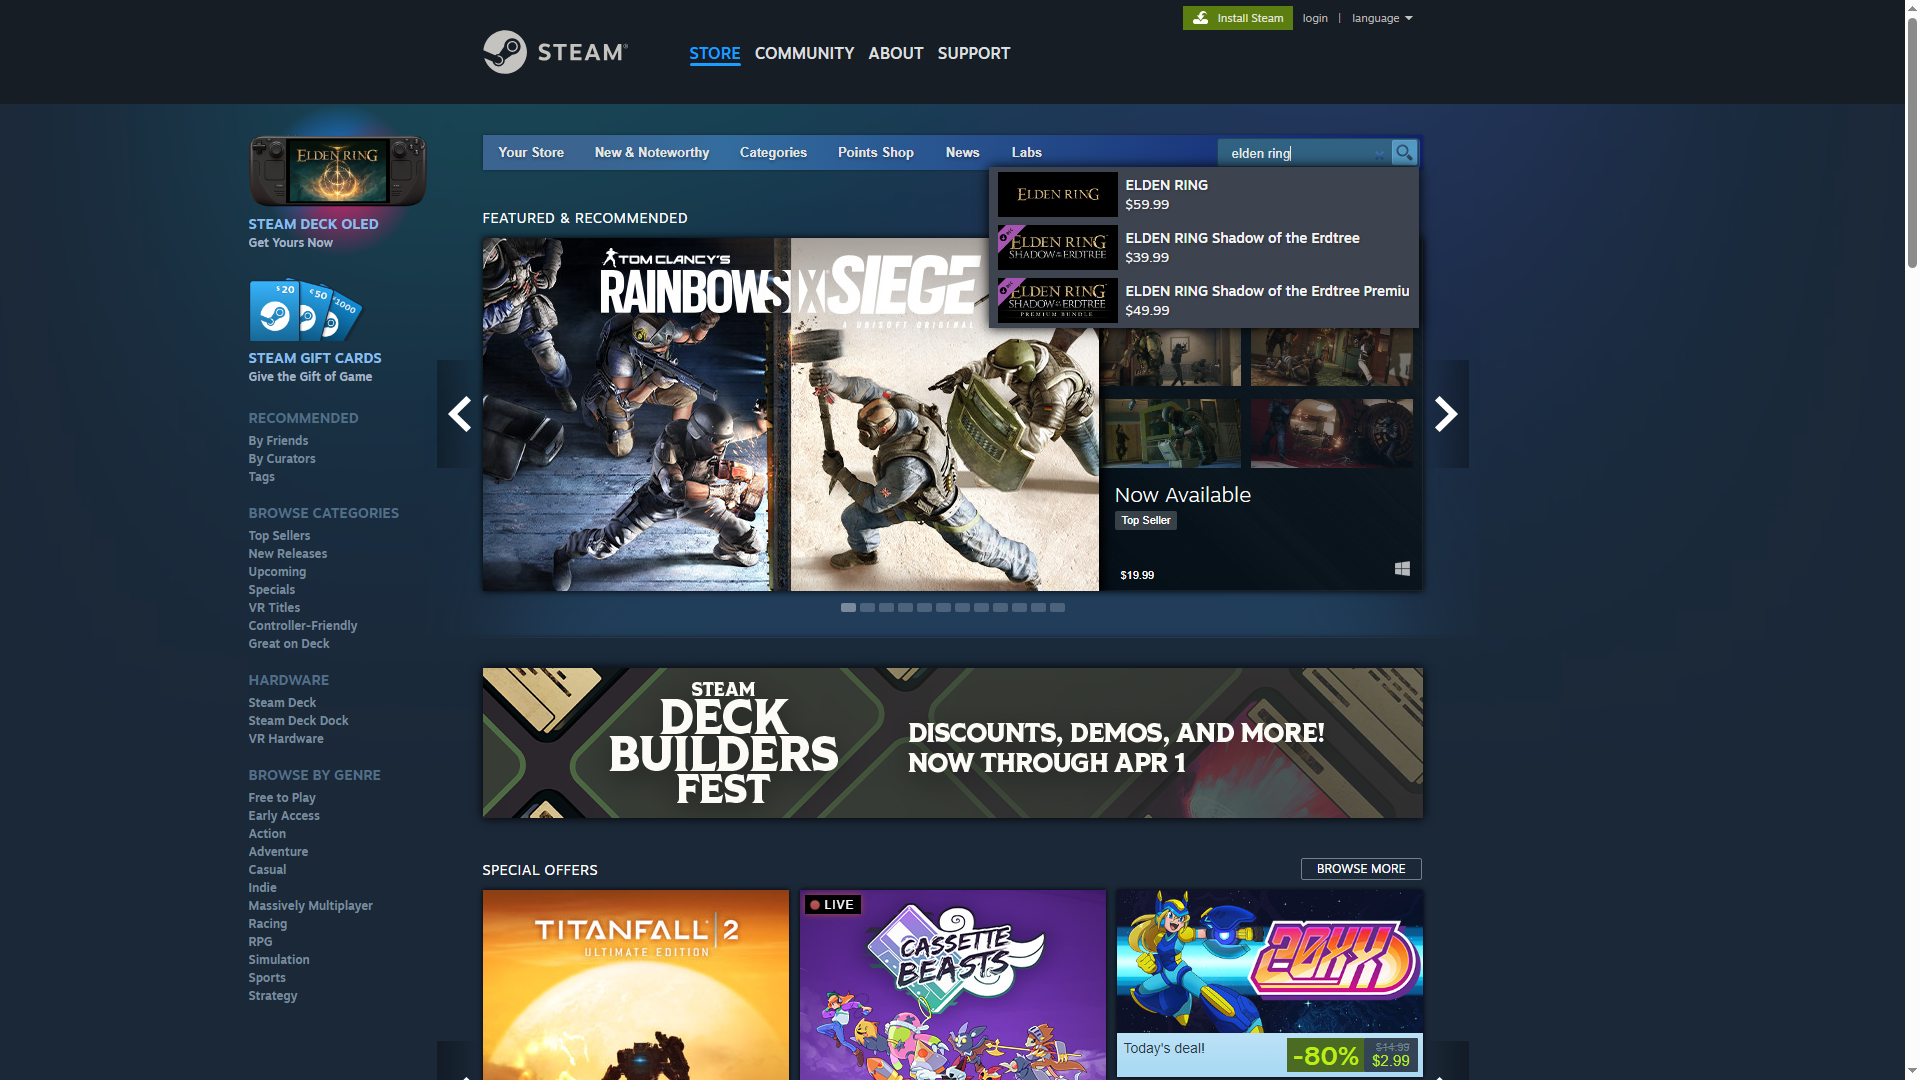 Install Steam
login | language
STEAM®
STORE COMMUNITY ABOUT SUPPORT
ELDEN RING
STEAM DECK OLED
Get Yours Now
$20 €50 ¥1000
STEAM GIFT CARDS
Give the Gift of Game
RECOMMENDED
By Friends
By Curators
Tags
BROWSE CATEGORIES
Top Sellers
New Releases
Upcoming
Specials
VR Titles
Controller-Friendly
Great on Deck
HARDWARE
Steam Deck
Steam Deck Dock
VR Hardware
BROWSE BY GENRE
Free to Play
Early Access
Action
Adventure
Casual
Indie
Massively Multiplayer
Racing
RPG
Simulation
Sports
Strategy
Your Store New & Noteworthy Categories Points Shop News Labs
elden ring
ELDEN RING
ELDEN RING
$59.99
ELDEN RING
SHADOW OF THE ERDTREE
ELDEN RING Shadow of the Erdtree
$39.99
ELDEN RING
SHADOW OF THE ERDTREE
PREMIUM BUNDLE
ELDEN RING Shadow of the Erdtree Premiu
$49.99
FEATURED & RECOMMENDED
TOM CLANCY'S
RAINBOW SIX SIEGE
A UBISOFT ORIGINAL
Now Available
Top Seller
$19.99
STEAM
DECK
BUILDERS
FEST
DISCOUNTS, DEMOS, AND MORE!
NOW THROUGH APR 1
SPECIAL OFFERS
BROWSE MORE
TITANFALL 2
ULTIMATE EDITION
LIVE
CASSETTE
BEASTS
20XX
Today's deal!
-80%
$14.99
$2.99